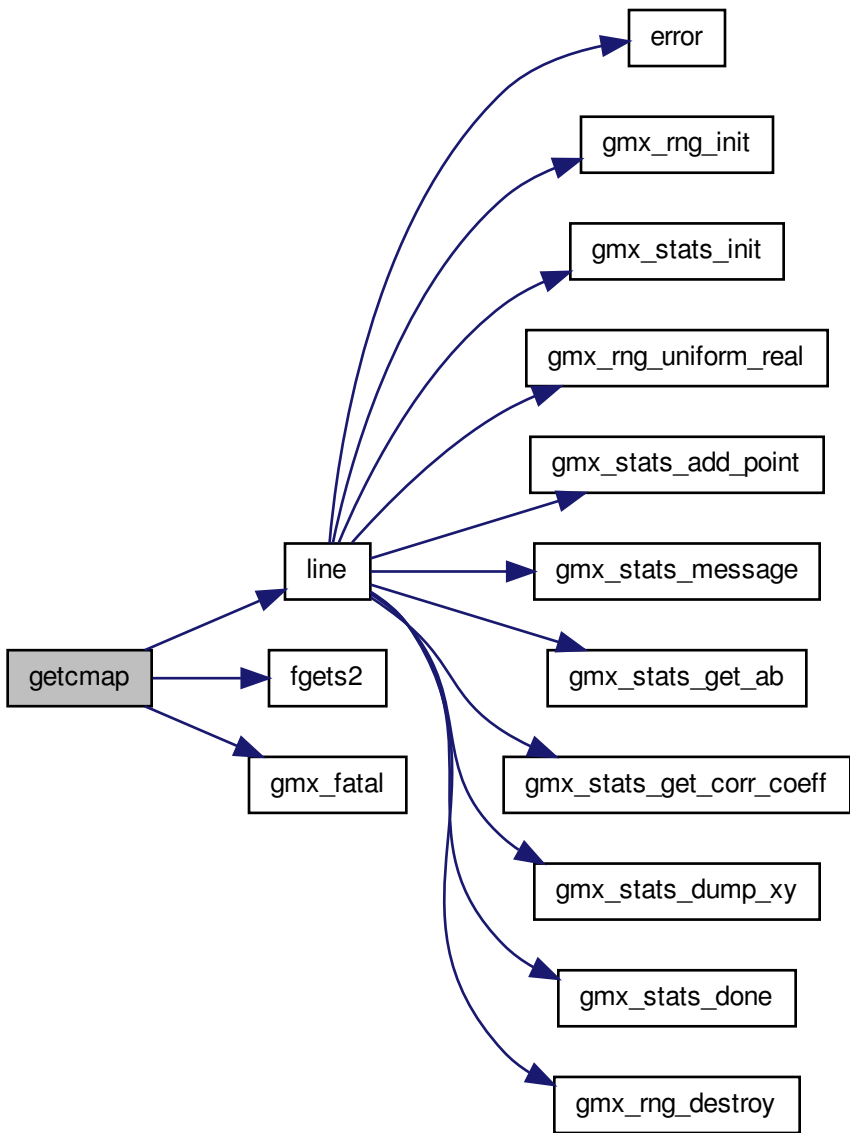 error
gmx_rng_init
gmx_stats_init
gmx_rng_uniform_real
gmx_stats_add_point
line
gmx_stats_message
getcmap
fgets2
gmx_stats_get_ab
gmx_fatal
gmx_stats_get_corr_coeff
gmx_stats_dump_xy
gmx_stats_done
gmx_rng_destroy